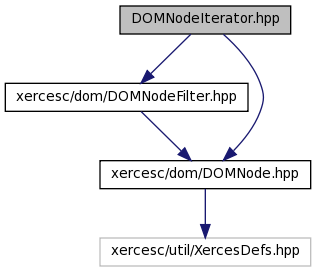 DOMNodeIterator.hpp
xercesc/dom/DOMNodeFilter.hpp
xercesc/dom/DOMNode.hpp
xercesc/util/XercesDefs.hpp